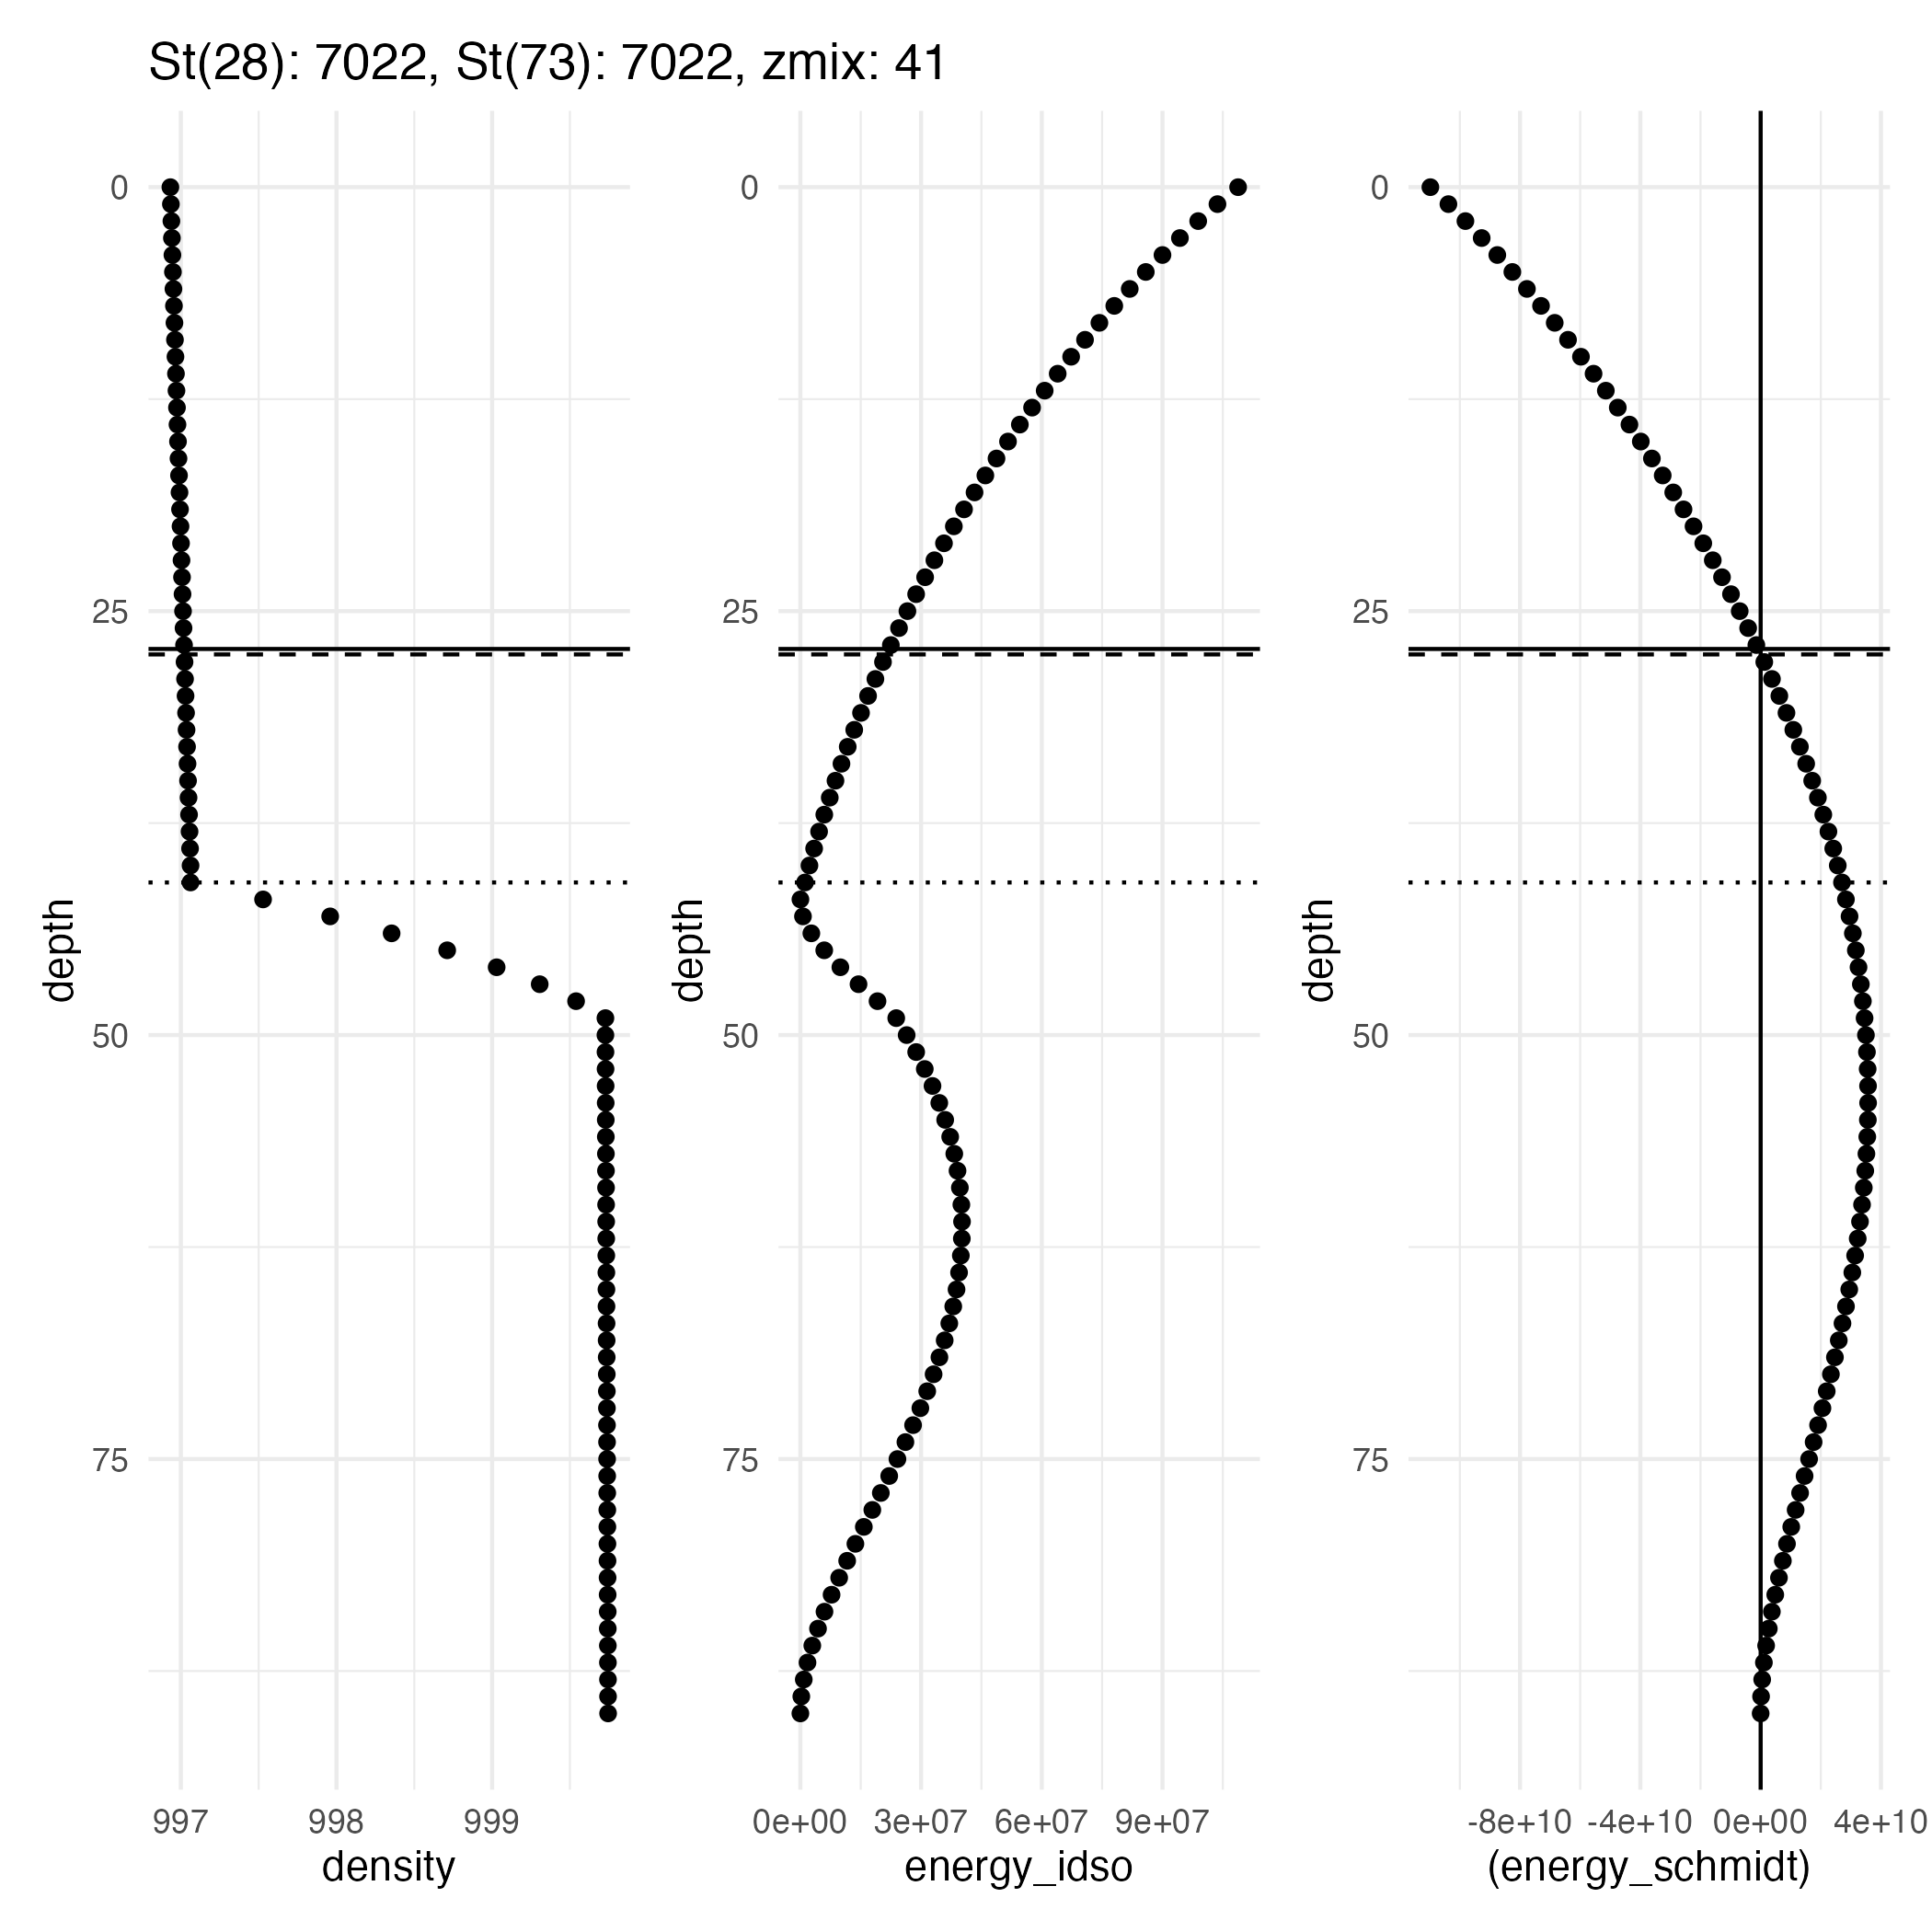 St(28): 7022, St(73): 7022, zmix: 41
0
25
50
75
depth
997 998 999
density
0
25
50
75
depth
0e+00 3e+07 6e+07 9e+07
energy_idso
0
25
50
75
depth
-8e+10 -4e+10 0e+00 4e+10
(energy_schmidt)